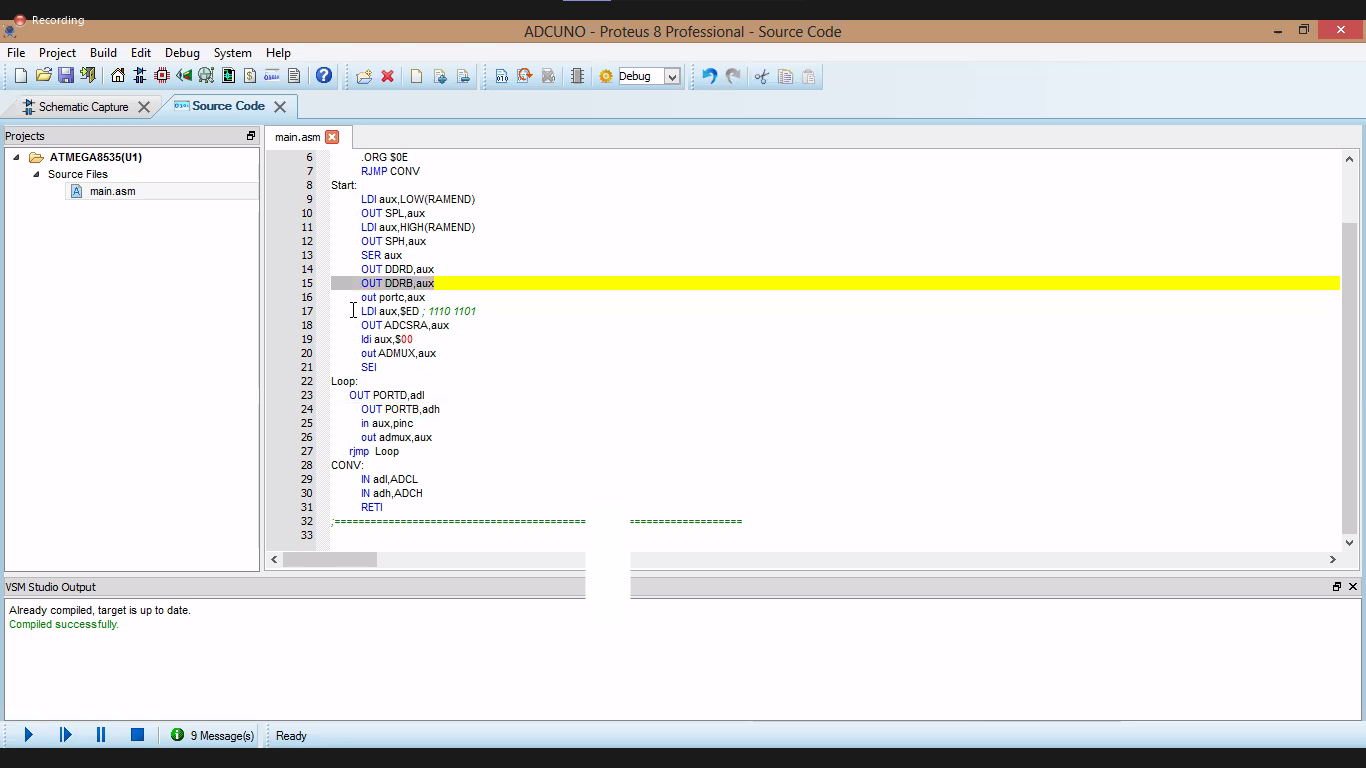 Recording
ADCUNO - Proteus 8 Professional - Source Code
File Project Build Edit Debug System Help
Debug
Schematic Capture
Source Code
Projects
ATMEGA8535(U1)
Source Files
main.asm
main.asm
6 .ORG $0E
7 RJMP CONV
8 Start:
9 LDI aux,LOW(RAMEND)
10 OUT SPL,aux
11 LDI aux,HIGH(RAMEND)
12 OUT SPH,aux
13 SER aux
14 OUT DDRD,aux
15 OUT DDRB,aux
16 out portc,aux
17 LDI aux,$ED ; 1110 1101
18 OUT ADCSRA,aux
19 ldi aux,$00
20 out ADMUX,aux
21 SEI
22 Loop:
23 OUT PORTD,adl
24 OUT PORTB,adh
25 in aux,pinc
26 out admux,aux
27 rjmp Loop
28 CONV:
29 IN adl,ADCL
30 IN adh,ADCH
31 RETI
32 ;========================================== ===================
33
VSM Studio Output
Already compiled, target is up to date.
Compiled successfully.
9 Message(s)
Ready